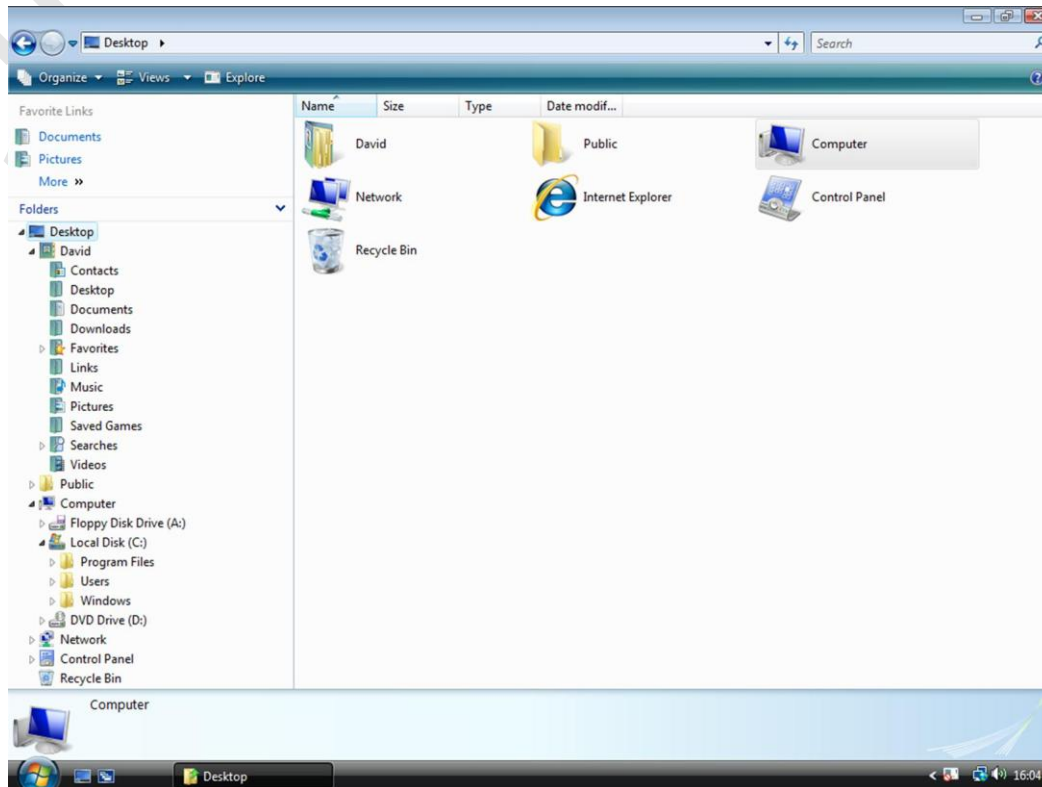 Desktop
Search
Organize Views Explore
Favorite Links
Documents
Pictures
More »
Folders
Desktop
David
Contacts
Desktop
Documents
Downloads
Favorites
Links
Music
Pictures
Saved Games
Searches
Videos
Public
Computer
Floppy Disk Drive (A:)
Local Disk (C:)
Program Files
Users
Windows
DVD Drive (D:)
Network
Control Panel
Recycle Bin
Name Size Type Date modif...
David Public Computer
Network Internet Explorer Control Panel
Recycle Bin
Computer
Desktop 16:04